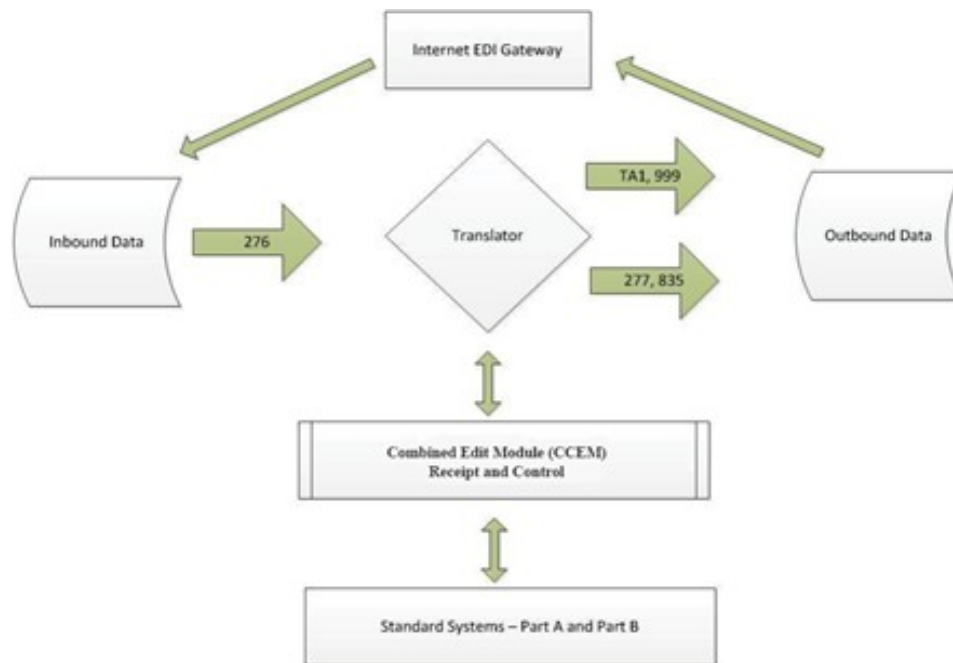 Internet EDI Gateway
TA1, 999
Inbound Data
276
Translator
Outbound Data
277, 835
Combined Edit Module (CCEM)
Receipt and Control
Standard Systems – Part A and Part B